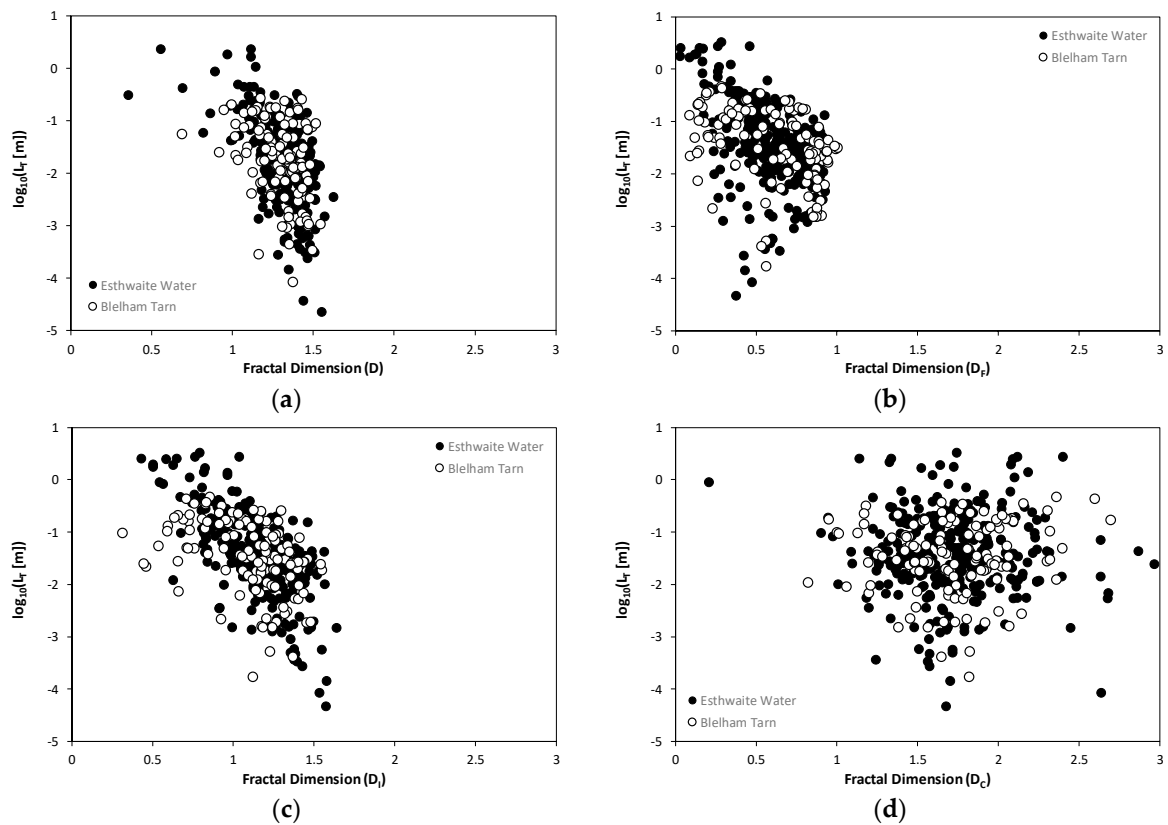 1
0
-1
-2
-3
-4
-5
log10(LT [m])
Esthwaite Water
Blelham Tarn
0 0.5 1 1.5 2 2.5 3
Fractal Dimension (D)
(a)
1
0
-1
-2
-3
-4
-5
log10(LT [m])
Esthwaite Water
Blelham Tarn
0 0.5 1 1.5 2 2.5 3
Fractal Dimension (DF)
(b)
1
0
-1
-2
-3
-4
-5
log10(LT [m])
Esthwaite Water
Blelham Tarn
0 0.5 1 1.5 2 2.5 3
Fractal Dimension (DI)
(c)
1
0
-1
-2
-3
-4
-5
log10(LT [m])
Esthwaite Water
Blelham Tarn
0 0.5 1 1.5 2 2.5 3
Fractal Dimension (DC)
(d)